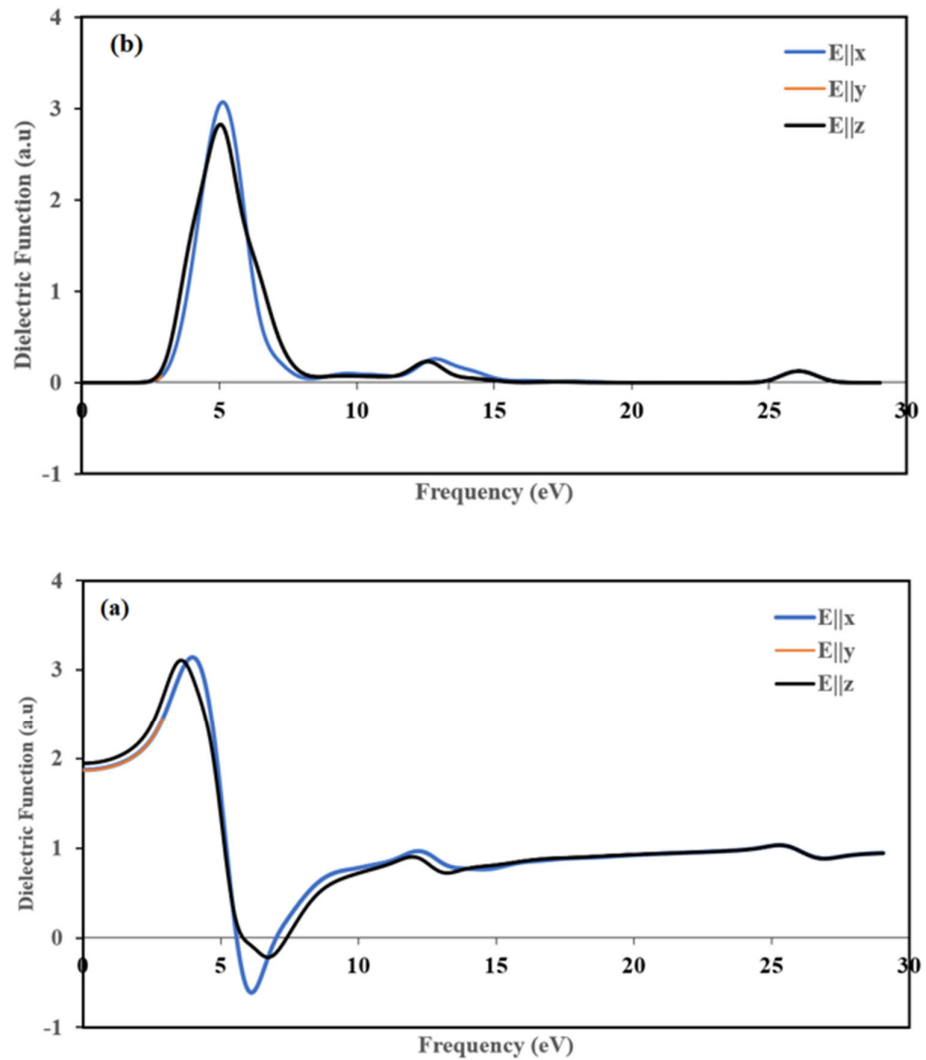 (b)
E||x
E||y
E||z
Dielectric Function (a.u)
4
3
2
1
0
-1
0 5 10 15 20 25 30
Frequency (eV)
(a)
E||x
E||y
E||z
Dielectric Function (a.u)
4
3
2
1
0
-1
0 5 10 15 20 25 30
Frequency (eV)